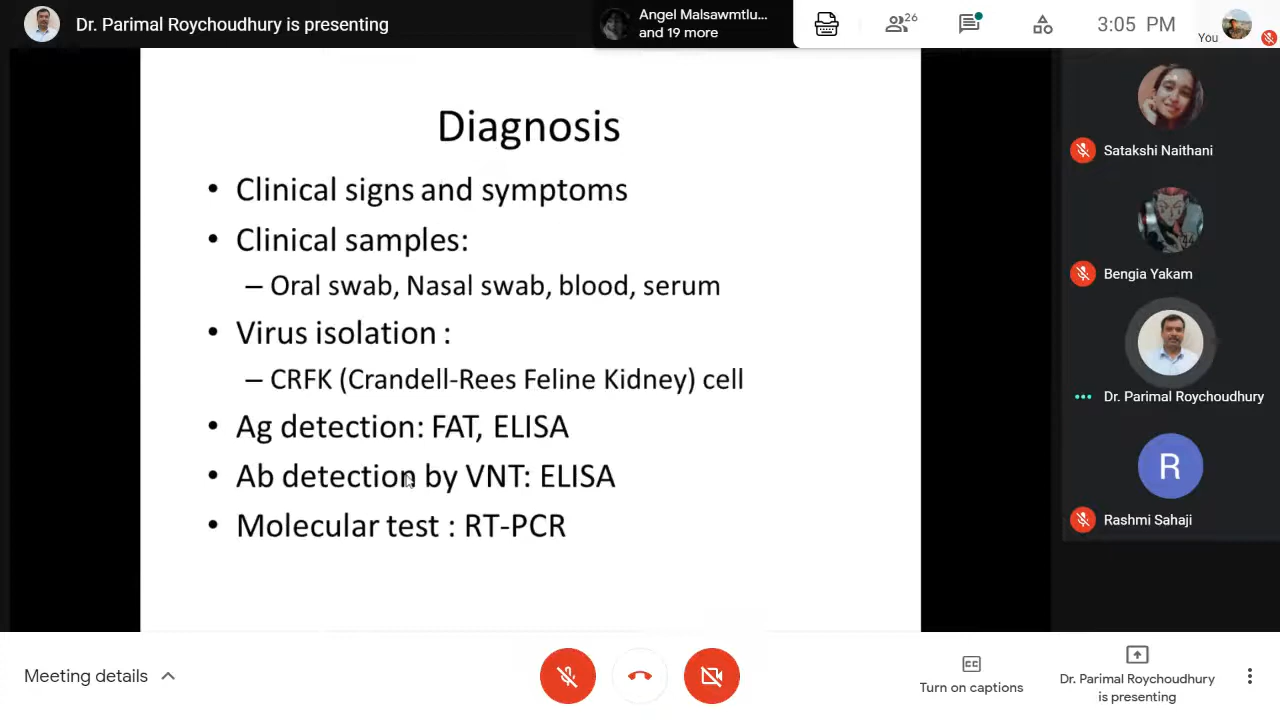 Dr. Parimal Roychoudhury is presenting
Angel Malsawmtlu...
and 19 more
26
3:05 PM
You
Diagnosis
• Clinical signs and symptoms
• Clinical samples:
– Oral swab, Nasal swab, blood, serum
• Virus isolation :
– CRFK (Crandell-Rees Feline Kidney) cell
• Ag detection: FAT, ELISA
• Ab detection by VNT: ELISA
• Molecular test : RT-PCR
Satakshi Naithani
Bengia Yakam
Dr. Parimal Roychoudhury
R
Rashmi Sahaji
Meeting details
CC
Turn on captions
Dr. Parimal Roychoudhury
is presenting